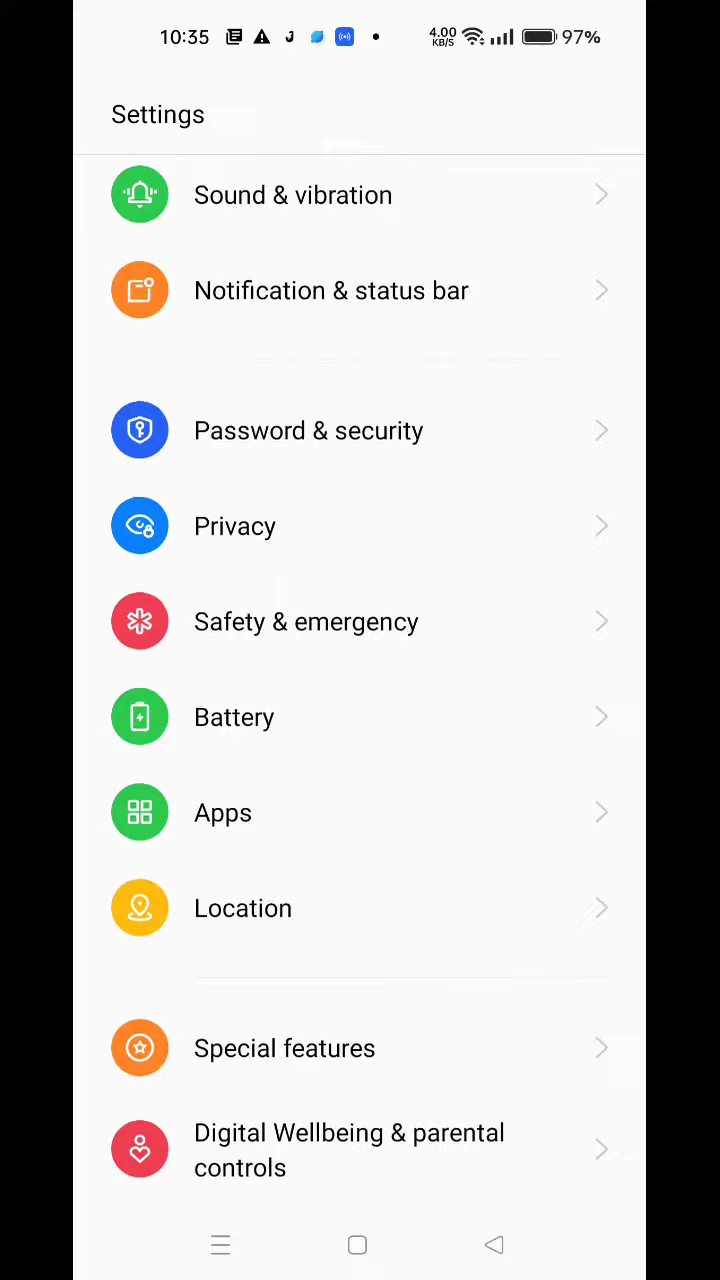 10:35
4.00
KB/S
97%
Settings
Sound & vibration
Notification & status bar
Password & security
Privacy
Safety & emergency
Battery
Apps
Location
Special features
Digital Wellbeing & parental
controls